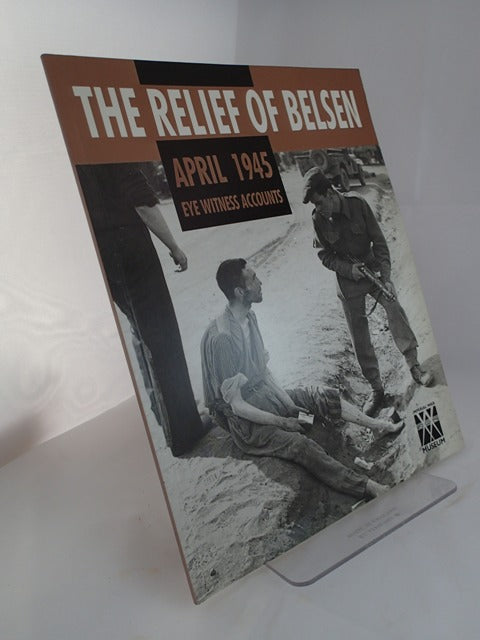 THE RELIEF OF BELSEN
APRIL 1945
EYE WITNESS ACCOUNTS
MUSEUM